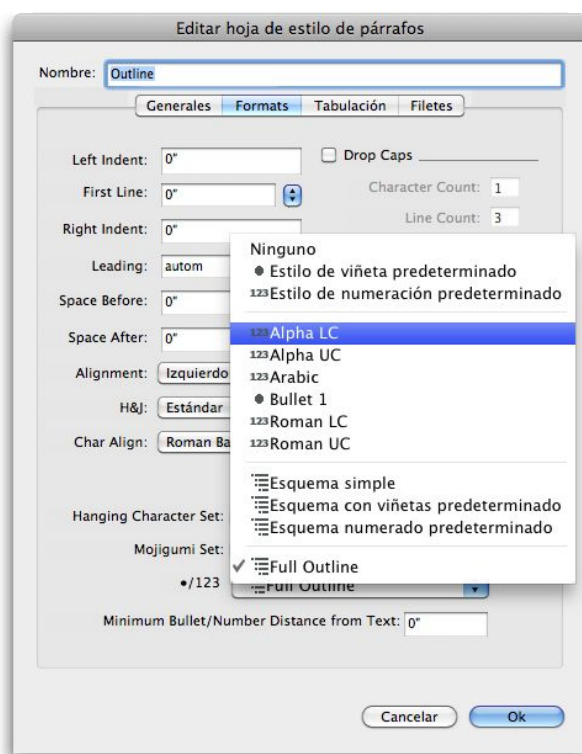 Editar hoja de estilo de párrafos
Nombre: Outline
Generales Formats Tabulación Filetes
Left Indent: 0"
Drop Caps
First Line: 0"
Character Count: 1
Right Indent: 0"
Line Count: 3
Leading: autom
Space Before: 0"
Space After: 0"
Alignment: Izquierdo
H&J: Estándar
Char Align: Roman Ba
Ninguno
• Estilo de viñeta predeterminado
123 Estilo de numeración predeterminado
123 Alpha LC
123 Alpha UC
123 Arabic
• Bullet 1
123 Roman LC
123 Roman UC
Esquema simple
Esquema con viñetas predeterminado
Esquema numerado predeterminado
✓ Full Outline
Hanging Character Set:
Mojigumi Set:
•/123 Full Outline
Minimum Bullet/Number Distance from Text: 0"
Cancelar Ok